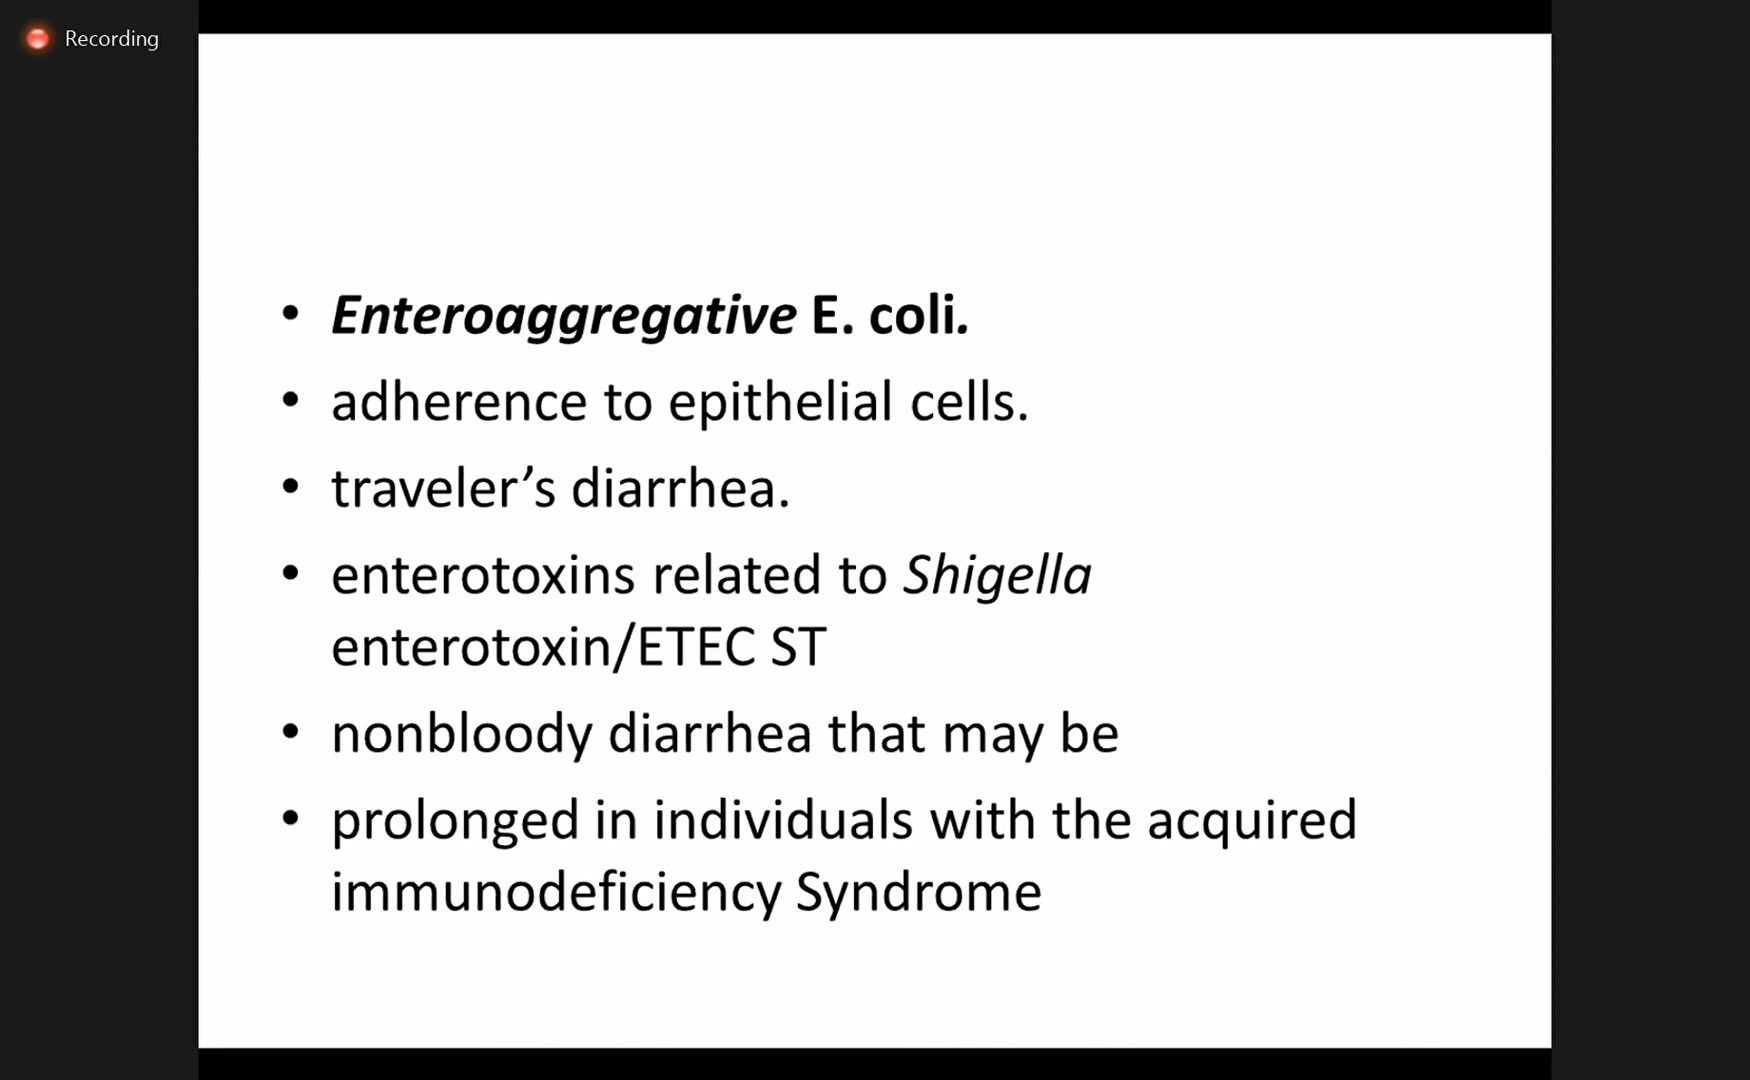 Recording
• Enteroaggregative E. coli.
• adherence to epithelial cells.
• traveler’s diarrhea.
• enterotoxins related to Shigella
enterotoxin/ETEC ST
• nonbloody diarrhea that may be
• prolonged in individuals with the acquired
immunodeficiency Syndrome